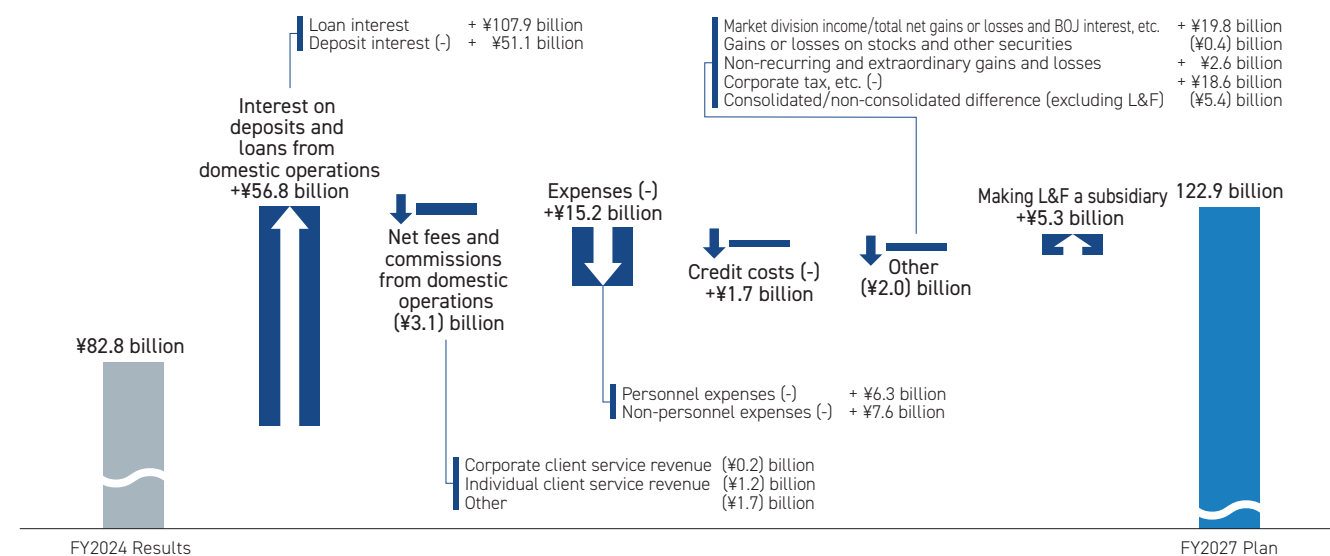 Loan interest + ¥107.9 billion
Deposit interest (-) + ¥51.1 billion
Market division income/total net gains or losses and BOJ interest, etc. + ¥19.8 billion
Gains or losses on stocks and other securities (¥0.4) billion
Non-recurring and extraordinary gains and losses + ¥2.6 billion
Corporate tax, etc. (-) + ¥18.6 billion
Consolidated/non-consolidated difference (excluding L&F) (¥5.4) billion
¥82.8 billion
Interest on
deposits and
loans from
domestic operations
+¥56.8 billion
Net fees and
commissions
from domestic
operations
(¥3.1) billion
Expenses (-)
+¥15.2 billion
Credit costs (-)
+¥1.7 billion
Other
(¥2.0) billion
Making L&F a subsidiary
+¥5.3 billion
122.9 billion
Personnel expenses (-) + ¥6.3 billion
Non-personnel expenses (-) + ¥7.6 billion
Corporate client service revenue (¥0.2) billion
Individual client service revenue (¥1.2) billion
Other (¥1.7) billion
FY2024 Results
FY2027 Plan